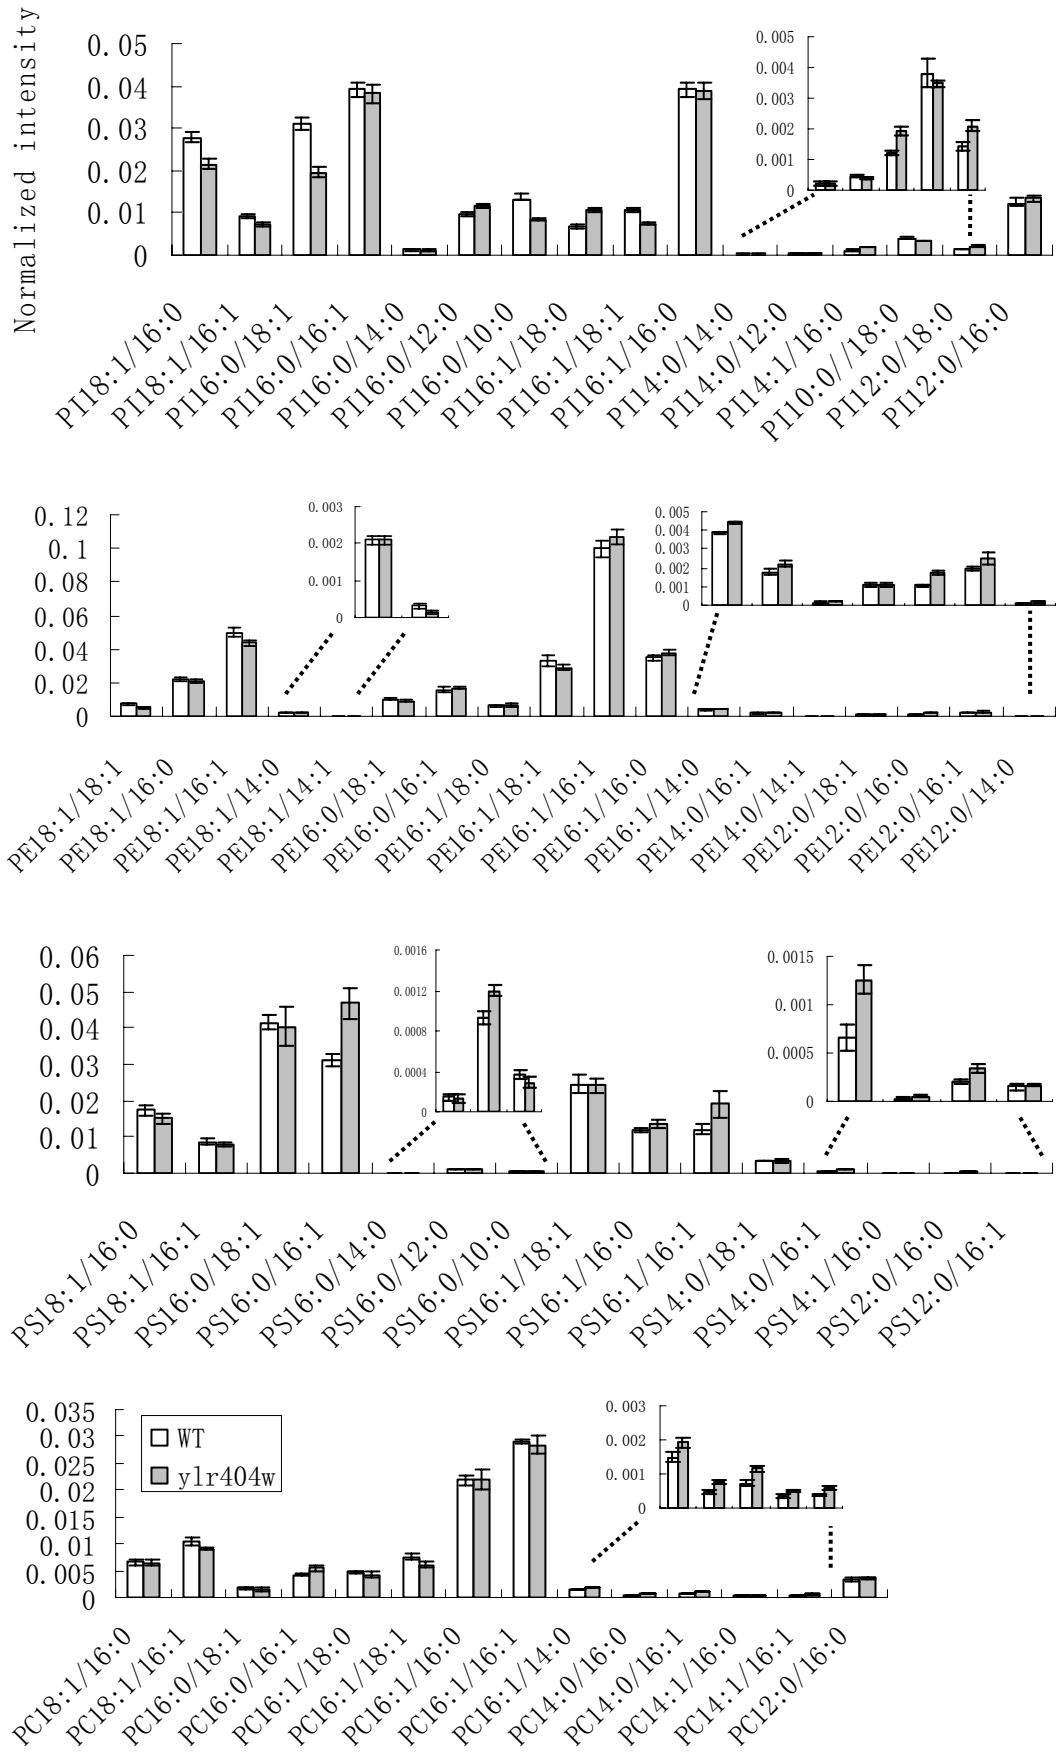 Normalized intensity
0.05
0.04
0.03
0.02
0.01
0
0.005
0.004
0.003
0.002
0.001
0
PI18:1/16:0
PI18:1/16:1
PI16:0/18:1
PI16:0/16:1
PI16:0/14:0
PI16:0/12:0
PI16:0/10:0
PI16:1/18:0
PI16:1/18:1
PI16:1/16:0
PI14:0/14:0
PI14:0/12:0
PI14:1/16:0
PI10:0//18:0
PI12:0/18:0
PI12:0/16:0
0.12
0.1
0.08
0.06
0.04
0.02
0
0.003
0.002
0.001
0
0.005
0.004
0.003
0.002
0.001
0
PE18:1/18:1
PE18:1/16:0
PE18:1/16:1
PE18:1/14:0
PE18:1/14:1
PE16:0/18:1
PE16:0/16:1
PE16:1/18:0
PE16:1/18:1
PE16:1/16:1
PE16:1/16:0
PE16:1/14:0
PE14:0/16:1
PE14:0/14:1
PE12:0/18:1
PE12:0/16:0
PE12:0/16:1
PE12:0/14:0
0.06
0.05
0.04
0.03
0.02
0.01
0
0.0016
0.0012
0.0008
0.0004
0
0.0015
0.001
0.0005
0
PS18:1/16:0
PS18:1/16:1
PS16:0/18:1
PS16:0/16:1
PS16:0/14:0
PS16:0/12:0
PS16:0/10:0
PS16:1/18:1
PS16:1/16:0
PS16:1/16:1
PS14:0/18:1
PS14:0/16:1
PS14:1/16:0
PS12:0/16:0
PS12:0/16:1
0.035
0.03
0.025
0.02
0.015
0.01
0.005
0
WT
ylr404w
0.003
0.002
0.001
0
PC18:1/16:0
PC18:1/16:1
PC16:0/18:1
PC16:0/16:1
PC16:1/18:0
PC16:1/18:1
PC16:1/16:0
PC16:1/16:1
PC16:1/14:0
PC14:0/16:0
PC14:0/16:1
PC14:1/16:0
PC14:1/16:1
PC12:0/16:0